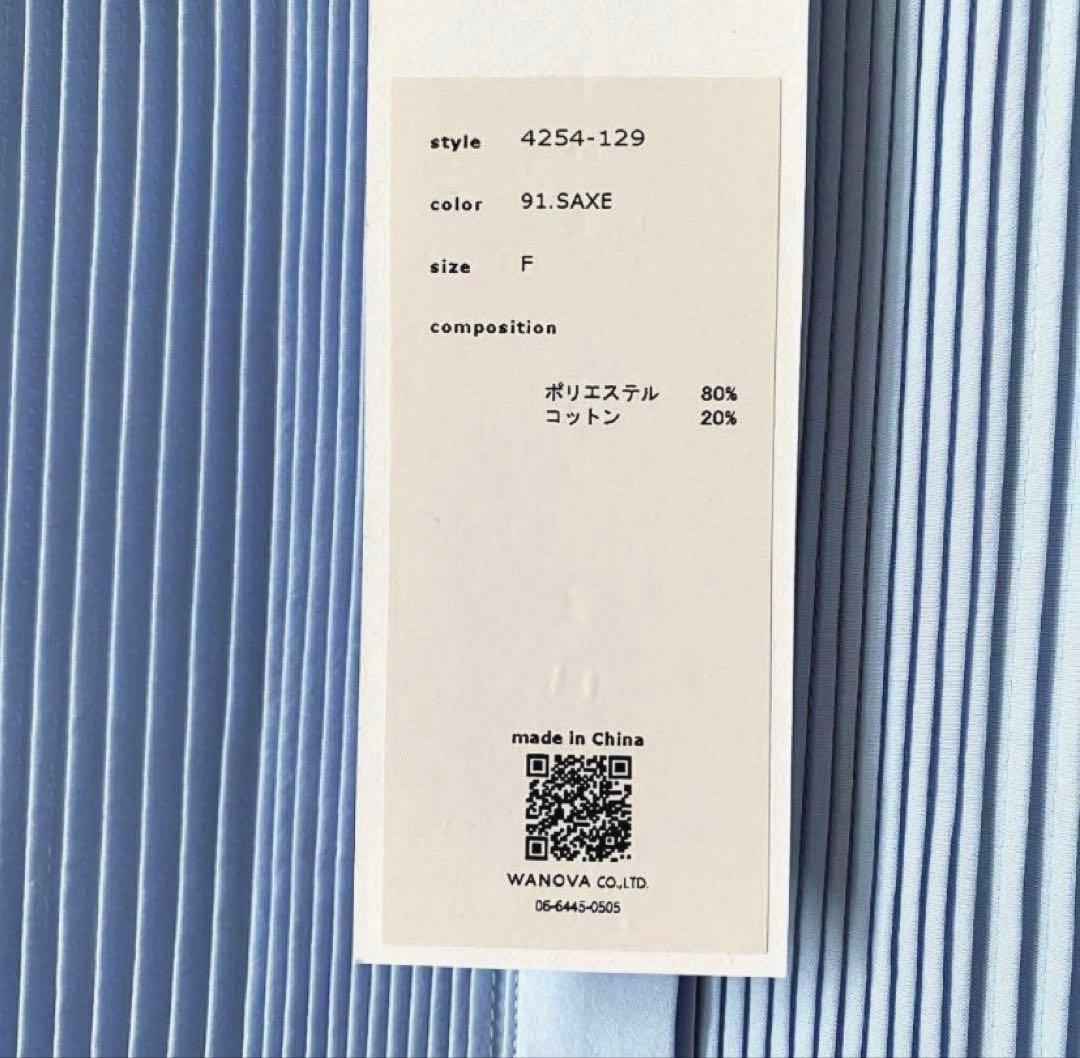 style 4254-129
color 91.SAXE
size F
composition
ポリエステル 80%
コットン 20%
made in China
WANOVA CO.,LTD.
06-6445-0505